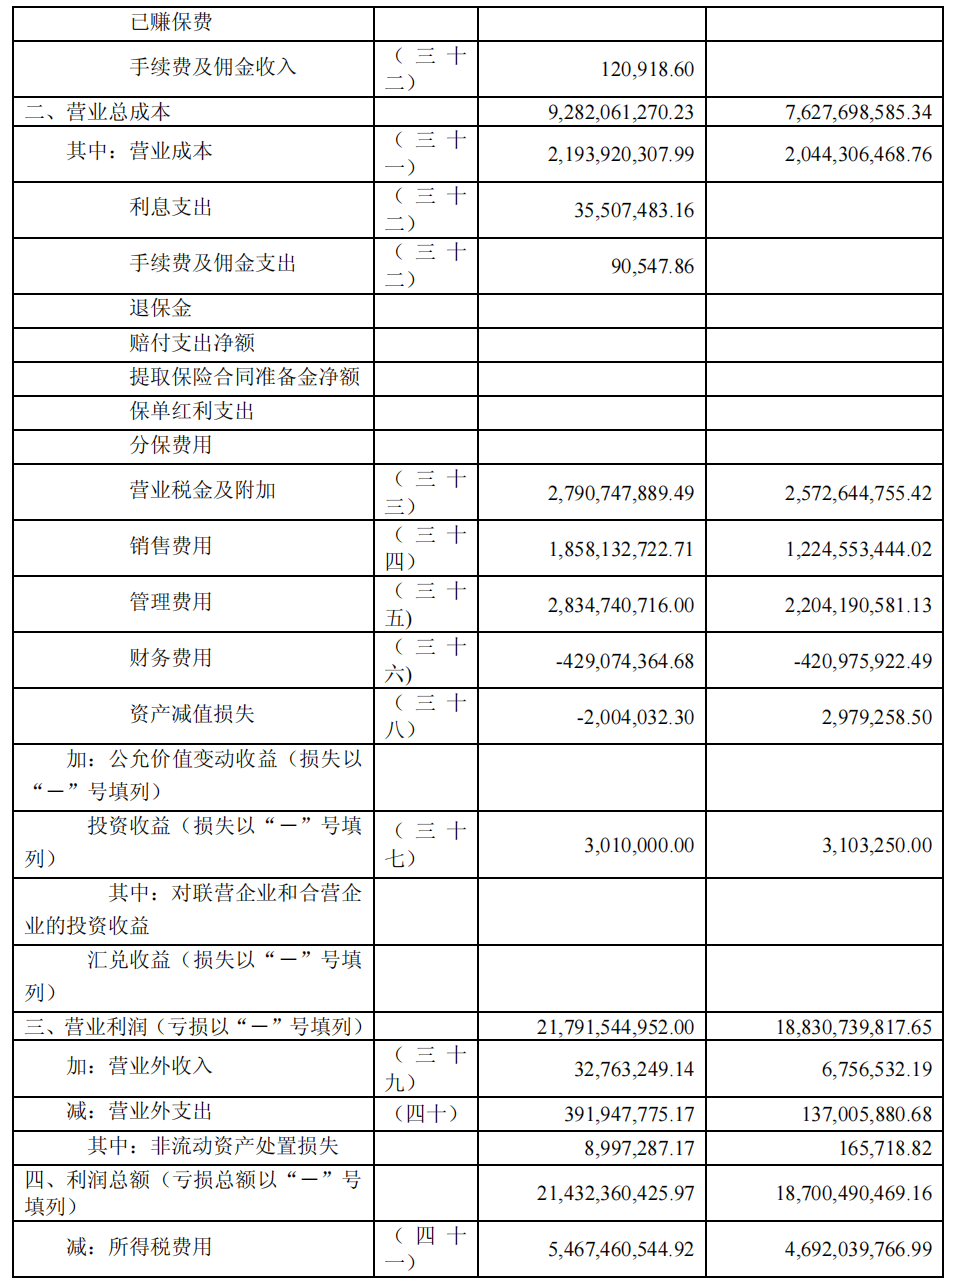 已赚保费
手续费及佣金收入 （三十二） 120,918.60
二、营业总成本 9,282,061,270.23 7,627,698,585.34
其中：营业成本 （三十一） 2,193,920,307.99 2,044,306,468.76
利息支出 （三十二） 35,507,483.16
手续费及佣金支出 （三十二） 90,547.86
退保金
赔付支出净额
提取保险合同准备金净额
保单红利支出
分保费用
营业税金及附加 （三十三） 2,790,747,889.49 2,572,644,755.42
销售费用 （三十四） 1,858,132,722.71 1,224,553,444.02
管理费用 （三十五) 2,834,740,716.00 2,204,190,581.13
财务费用 （三十六) -429,074,364.68 -420,975,922.49
资产减值损失 （三十八） -2,004,032.30 2,979,258.50
加：公允价值变动收益（损失以
“－”号填列）
投资收益（损失以“－”号填
列） （三十七） 3,010,000.00 3,103,250.00
其中：对联营企业和合营企
业的投资收益
汇兑收益（损失以“－”号填
列）
三、营业利润（亏损以“－”号填列） 21,791,544,952.00 18,830,739,817.65
加：营业外收入 （三十九） 32,763,249.14 6,756,532.19
减：营业外支出 （四十） 391,947,775.17 137,005,880.68
其中：非流动资产处置损失 8,997,287.17 165,718.82
四、利润总额（亏损总额以“－”号
填列） 21,432,360,425.97 18,700,490,469.16
减：所得税费用 （四十一） 5,467,460,544.92 4,692,039,766.99